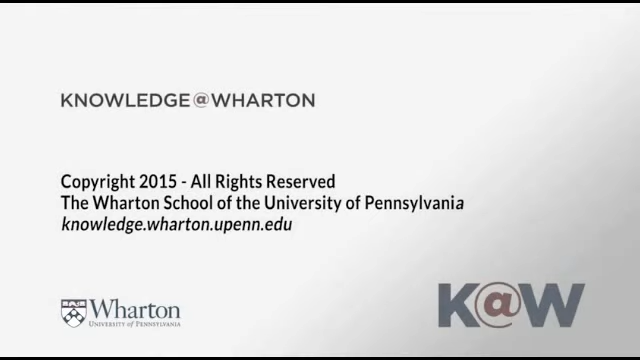 KNOWLEDGE@WHARTON
Copyright 2015 - All Rights Reserved
The Wharton School of the University of Pennsylvania
knowledge.wharton.upenn.edu
Wharton
UNIVERSITY of PENNSYLVANIA
K@W